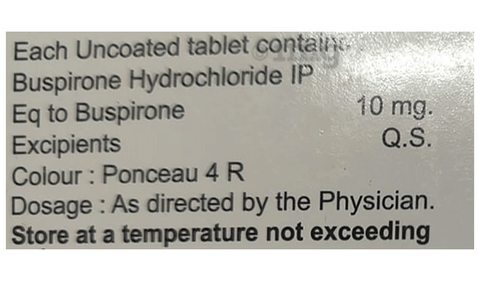 Each Uncoated tablet contains
Buspirone Hydrochloride IP
Eq to Buspirone 10 mg.
Excipients Q.S.
Colour : Ponceau 4 R
Dosage : As directed by the Physician.
Store at a temperature not exceeding